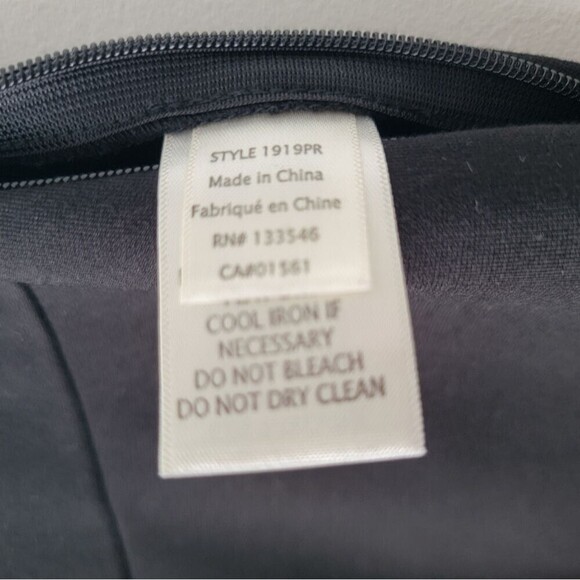 STYLE 1919PR
Made in China
Fabriqué en Chine
RN# 133546
CA#01561
COOL IRON IF
NECESSARY
DO NOT BLEACH
DO NOT DRY CLEAN